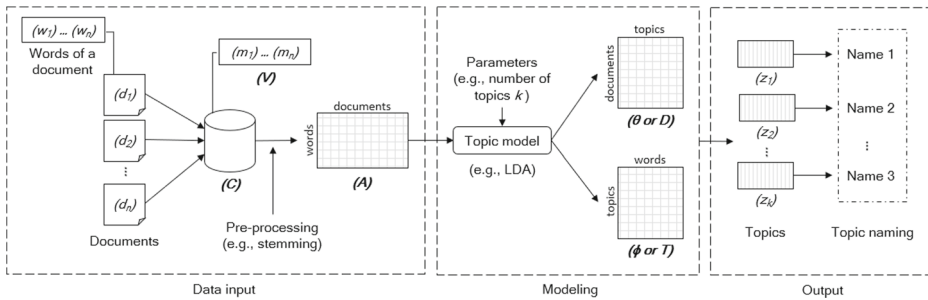 (w₁) ... (wₙ)
Words of a
document
(d₁)
(d₂)
...
(dₙ)
Documents
(m₁) ... (mₙ)
(V)
(C)
Pre-processing
(e.g., stemming)
documents
words
(A)
Data input
Parameters
(e.g., number of
topics k)
Topic model
(e.g., LDA)
topics
documents
(θ or D)
words
topics
(ϕ or T)
Modeling
(z₁)
(z₂)
...
(zₖ)
Topics
Name 1
Name 2
...
Name 3
Topic naming
Output